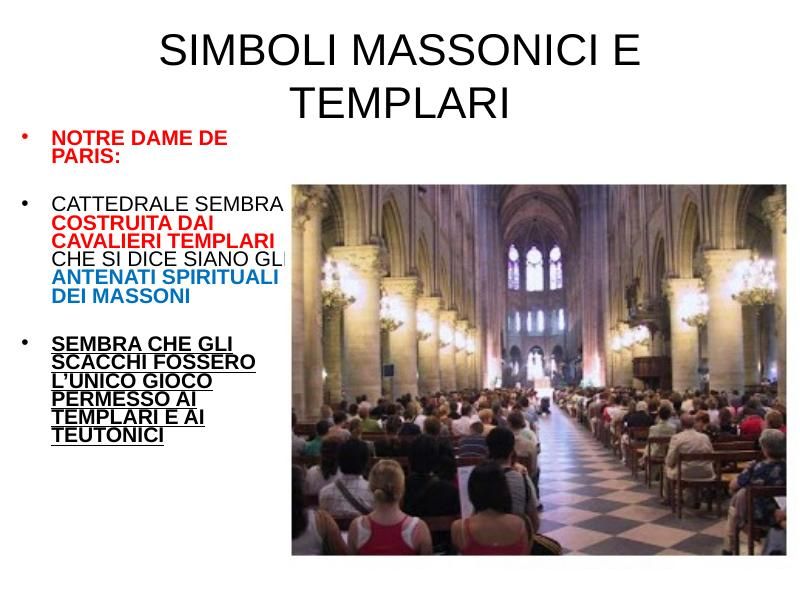 SIMBOLI MASSONICI E
TEMPLARI
• NOTRE DAME DE
PARIS:
• CATTEDRALE SEMBRA
COSTRUITA DAI
CAVALIERI TEMPLARI
CHE SI DICE SIANO GLI
ANTENATI SPIRITUALI
DEI MASSONI
• SEMBRA CHE GLI
SCACCHI FOSSERO
L'UNICO GIOCO
PERMESSO AI
TEMPLARI E AI
TEUTONICI